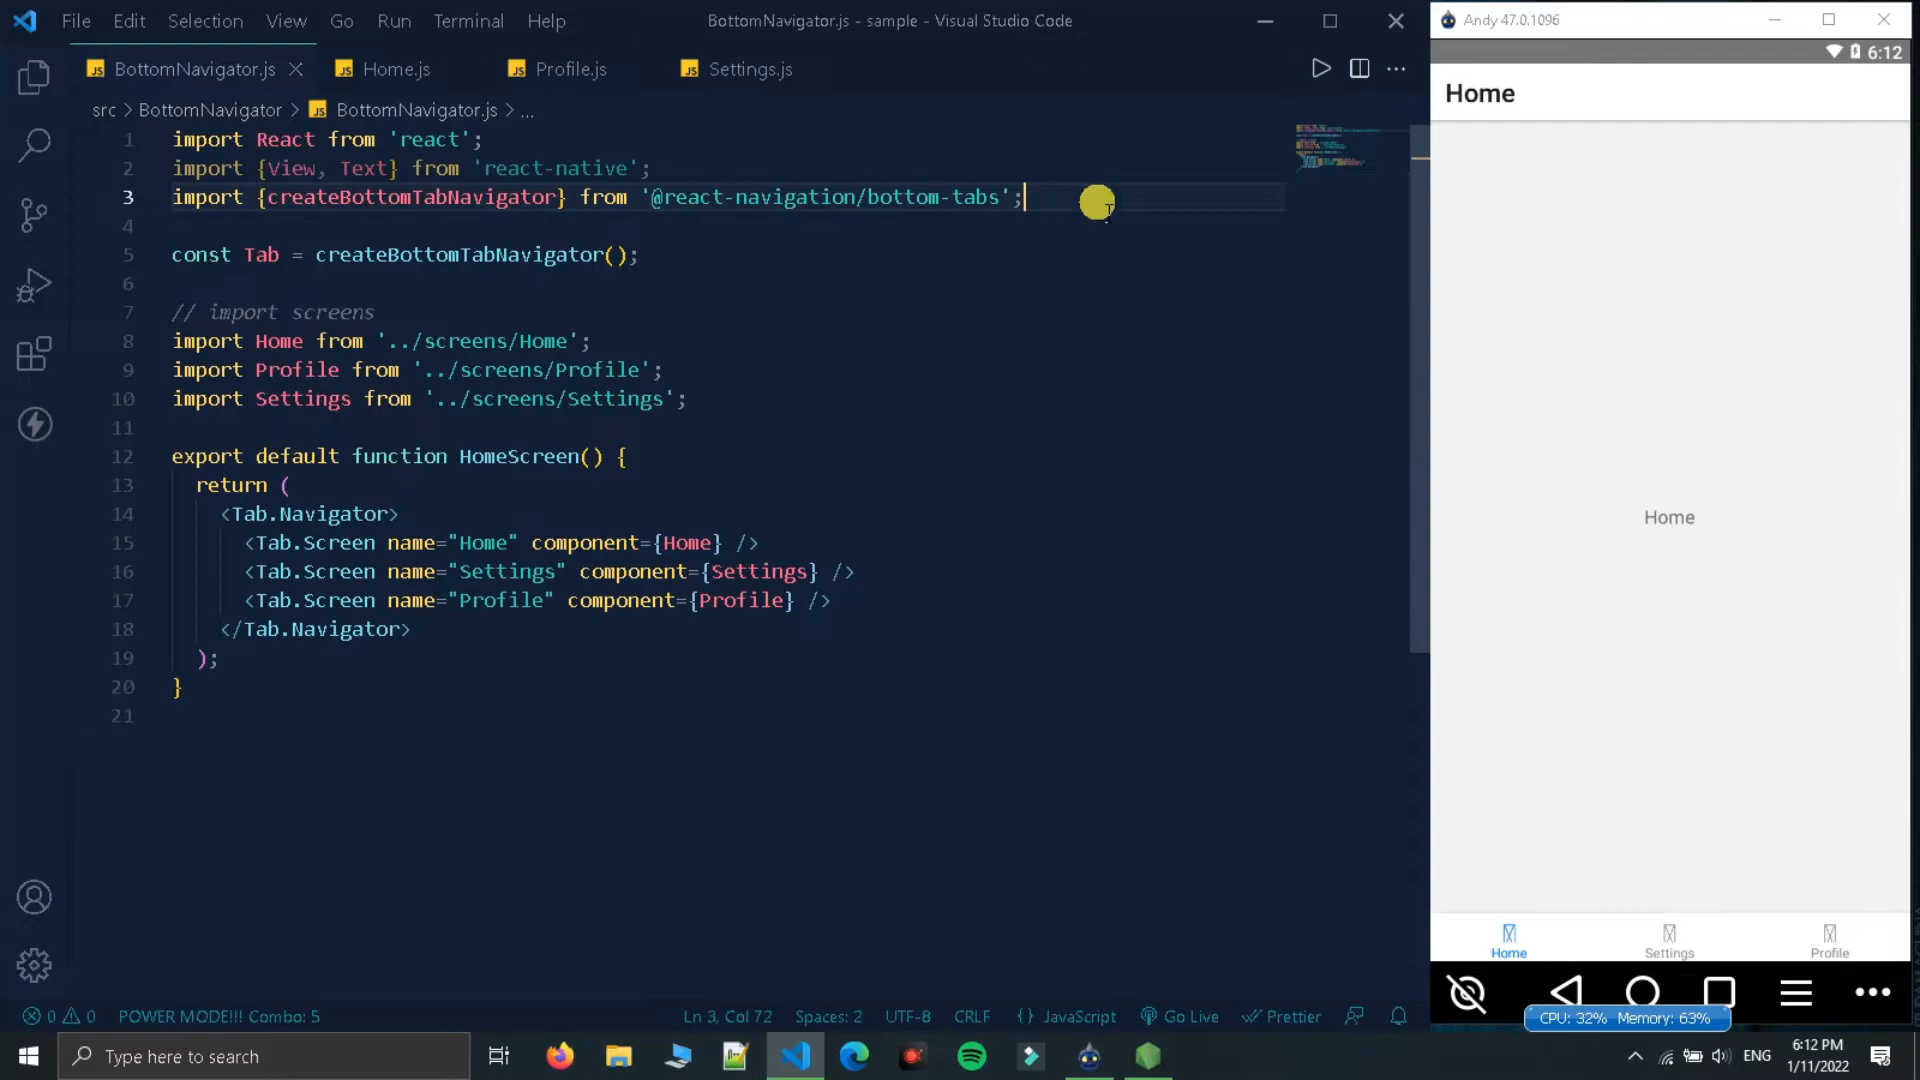 File Edit Selection View Go Run Terminal Help
BottomNavigator.js - sample - Visual Studio Code
BottomNavigator.js Home.js Profile.js Settings.js
src > BottomNavigator > BottomNavigator.js > ...
1 import React from 'react';
2 import {View, Text} from 'react-native';
3 import {createBottomTabNavigator} from '@react-navigation/bottom-tabs';
4
5 const Tab = createBottomTabNavigator();
6
7 // import screens
8 import Home from '../screens/Home';
9 import Profile from '../screens/Profile';
10 import Settings from '../screens/Settings';
11
12 export default function HomeScreen() {
13 return (
14 <Tab.Navigator>
15 <Tab.Screen name="Home" component={Home} />
16 <Tab.Screen name="Settings" component={Settings} />
17 <Tab.Screen name="Profile" component={Profile} />
18 </Tab.Navigator>
19 );
20 }
21
0 0 POWER MODE!!! Combo: 5 Ln 3, Col 72 Spaces: 2 UTF-8 CRLF {} JavaScript Go Live Prettier
Andy 47.0.1096
6:12
Home
Home
Home Settings Profile
CPU: 32% Memory: 63%
Type here to search
ENG
6:12 PM
1/11/2022